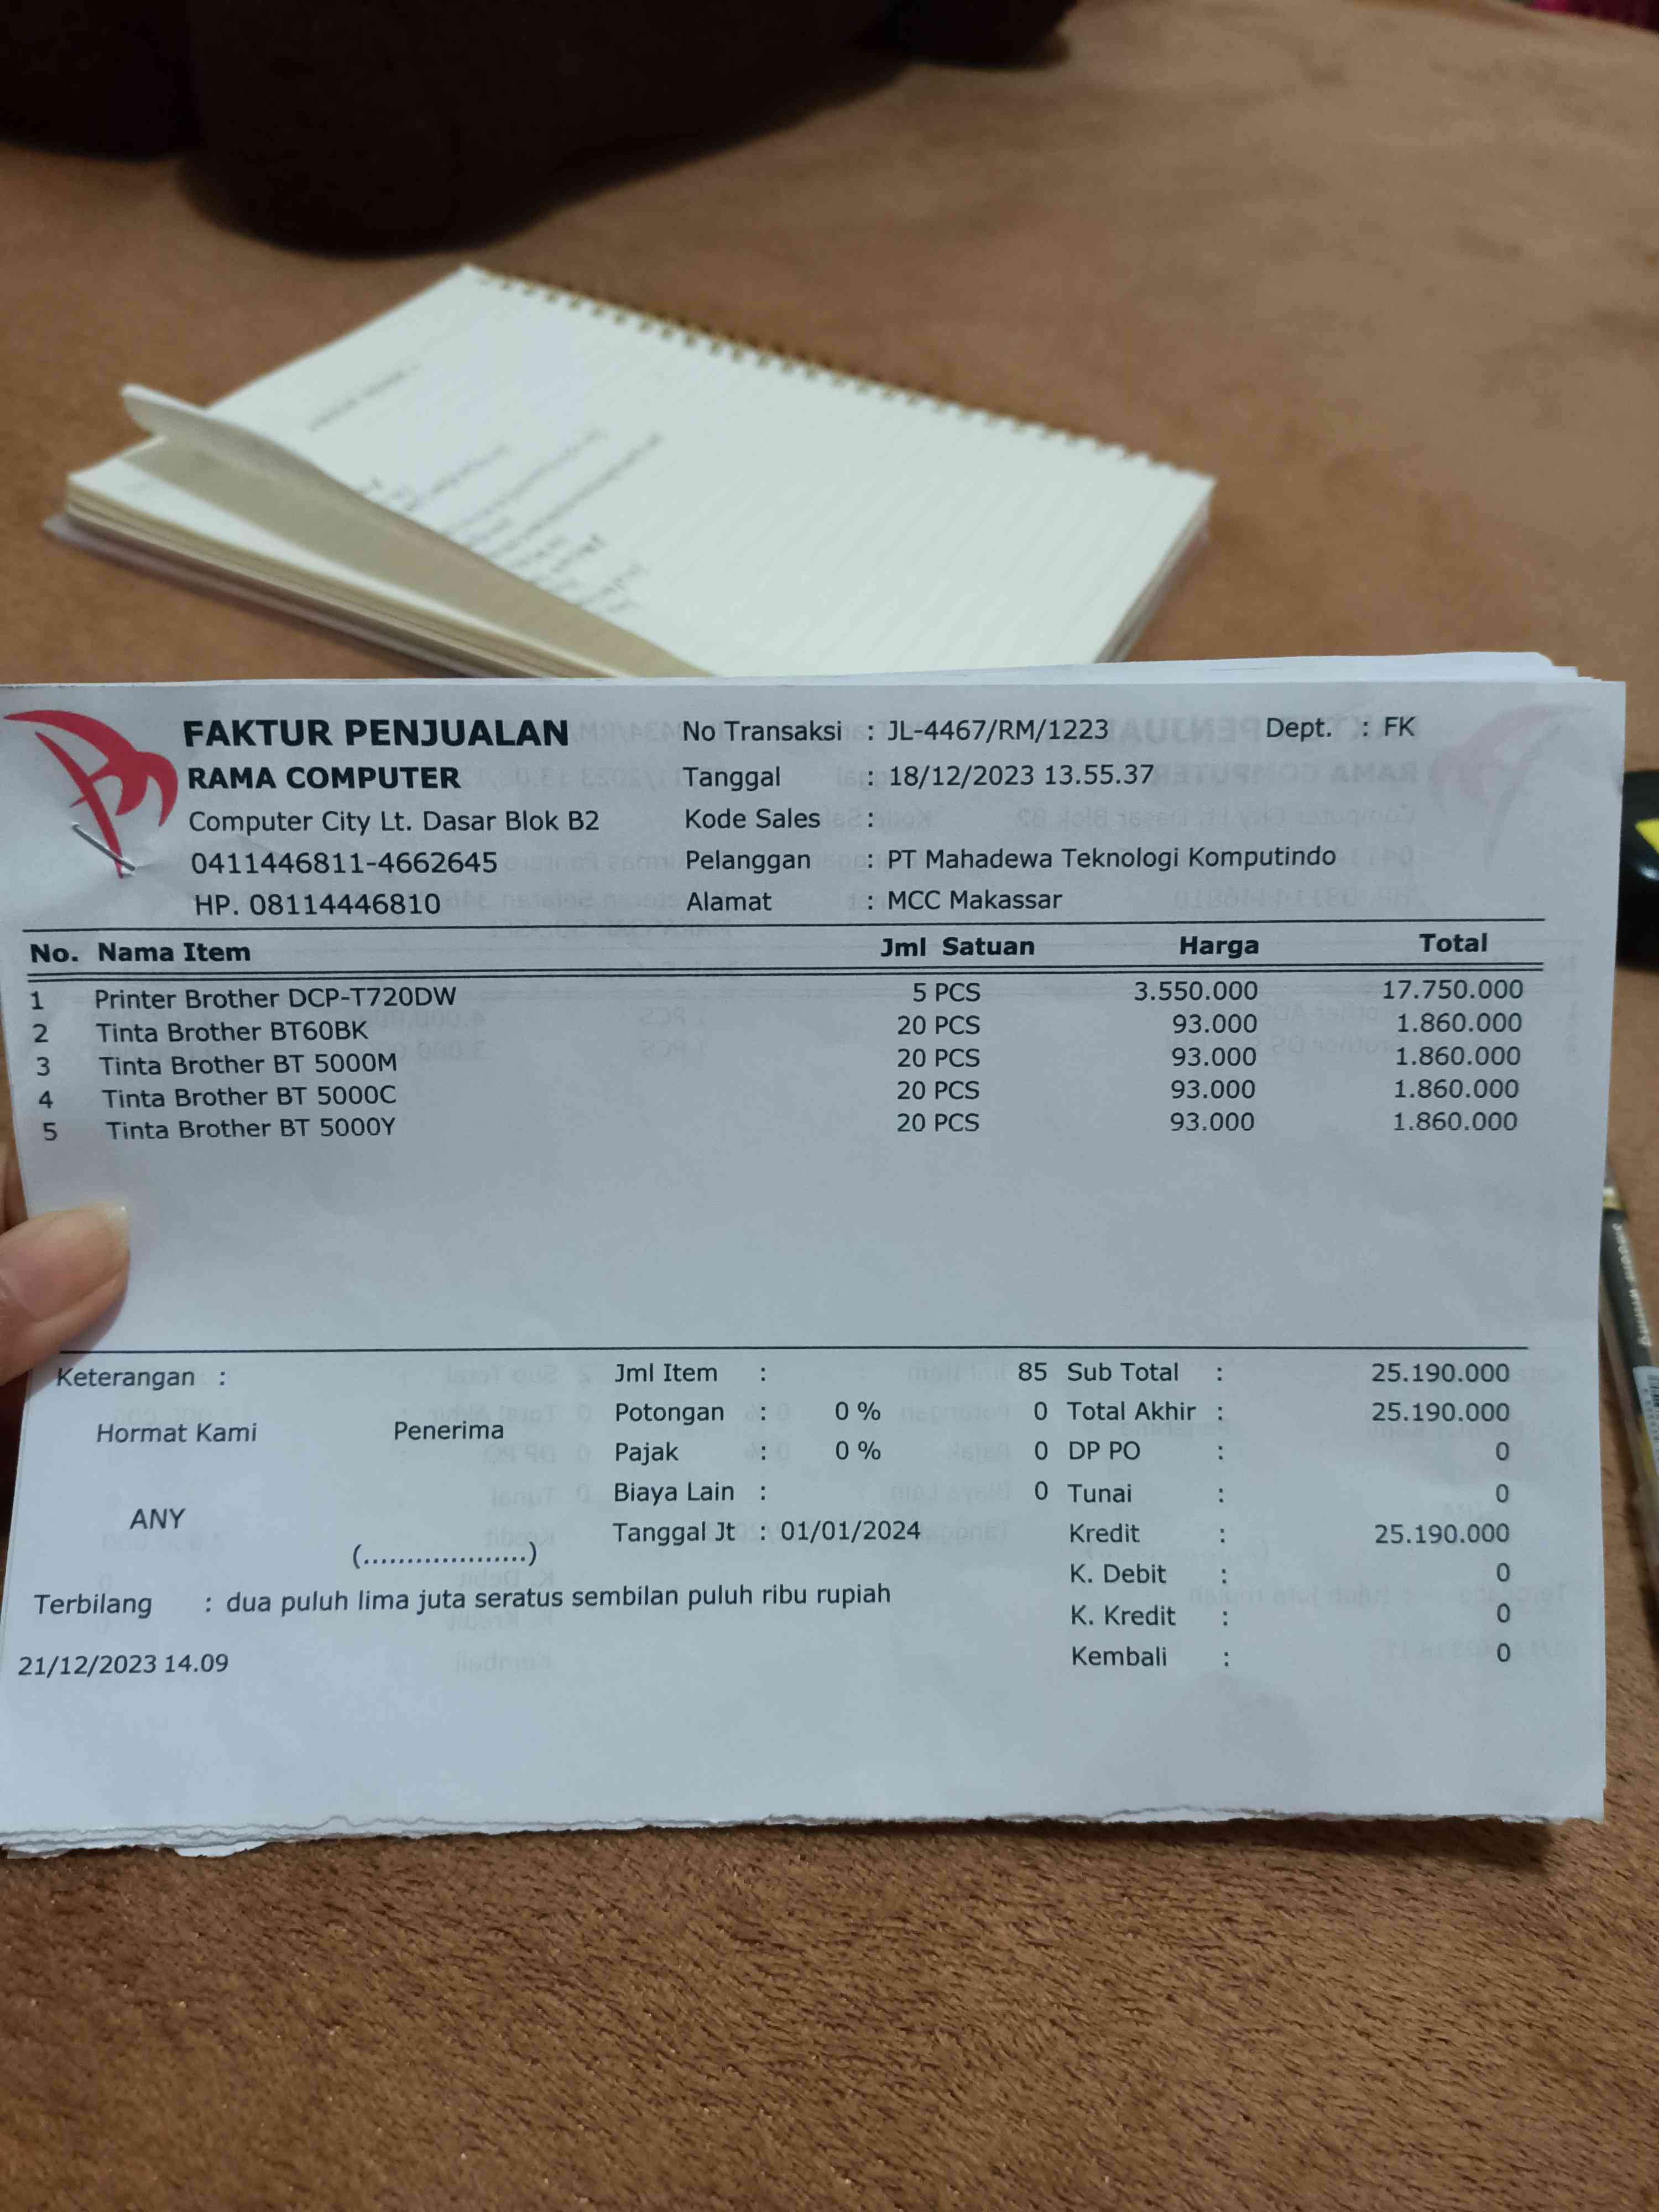 FAKTUR PENJUALAN
RAMA COMPUTER
Computer City Lt. Dasar Blok B2
0411446811-4662645
HP. 08114446810
No Transaksi : JL-4467/RM/1223
Dept. : FK
Tanggal : 18/12/2023 13.55.37
Kode Sales :
Pelanggan : PT Mahadewa Teknologi Komputindo
Alamat : MCC Makassar
No. Nama Item Jml Satuan Harga Total
1 Printer Brother DCP-T720DW 5 PCS 3.550.000 17.750.000
2 Tinta Brother BT60BK 20 PCS 93.000 1.860.000
3 Tinta Brother BT 5000M 20 PCS 93.000 1.860.000
4 Tinta Brother BT 5000C 20 PCS 93.000 1.860.000
5 Tinta Brother BT 5000Y 20 PCS 93.000 1.860.000
Keterangan :
Hormat Kami Penerima
ANY
(....................)
Jml Item : 85
Potongan : 0 % 0
Pajak : 0 % 0
Biaya Lain : 0
Tanggal Jt : 01/01/2024
Sub Total : 25.190.000
Total Akhir : 25.190.000
DP PO : 0
Tunai : 0
Kredit : 25.190.000
K. Debit : 0
K. Kredit : 0
Kembali : 0
Terbilang : dua puluh lima juta seratus sembilan puluh ribu rupiah
21/12/2023 14.09